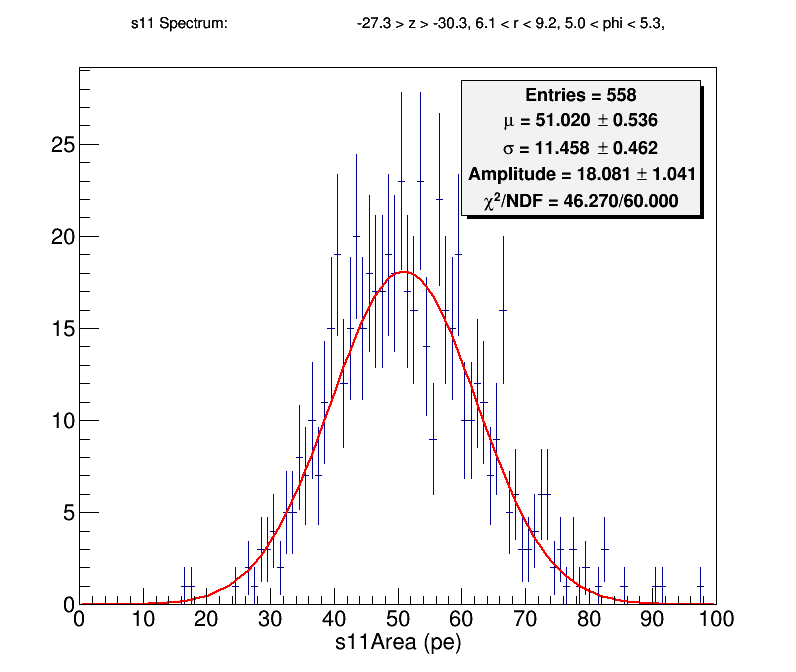 s11 Spectrum: -27.3 > z > -30.3, 6.1 < r < 9.2, 5.0 < phi < 5.3,
Entries = 558
μ = 51.020 ± 0.536
σ = 11.458 ± 0.462
Amplitude = 18.081 ± 1.041
χ²/NDF = 46.270/60.000
25
20
15
10
5
0
0 10 20 30 40 50 60 70 80 90 100
s11Area (pe)